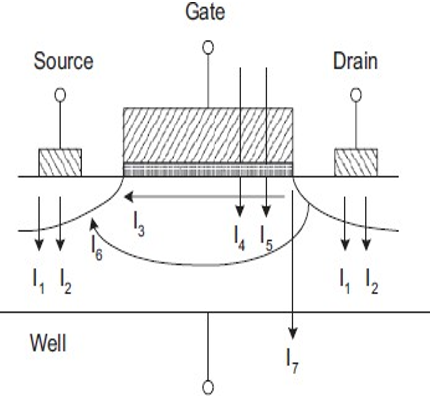 Gate
Source
Drain
I3
I6
I4
I5
I1 I2
I1 I2
Well
I7